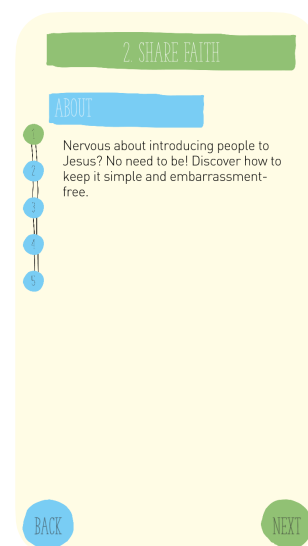 2. SHARE FAITH
ABOUT
1
Nervous about introducing people to
Jesus? No need to be! Discover how to
keep it simple and embarrassment-
free.
2
3
4
5
BACK
NEXT